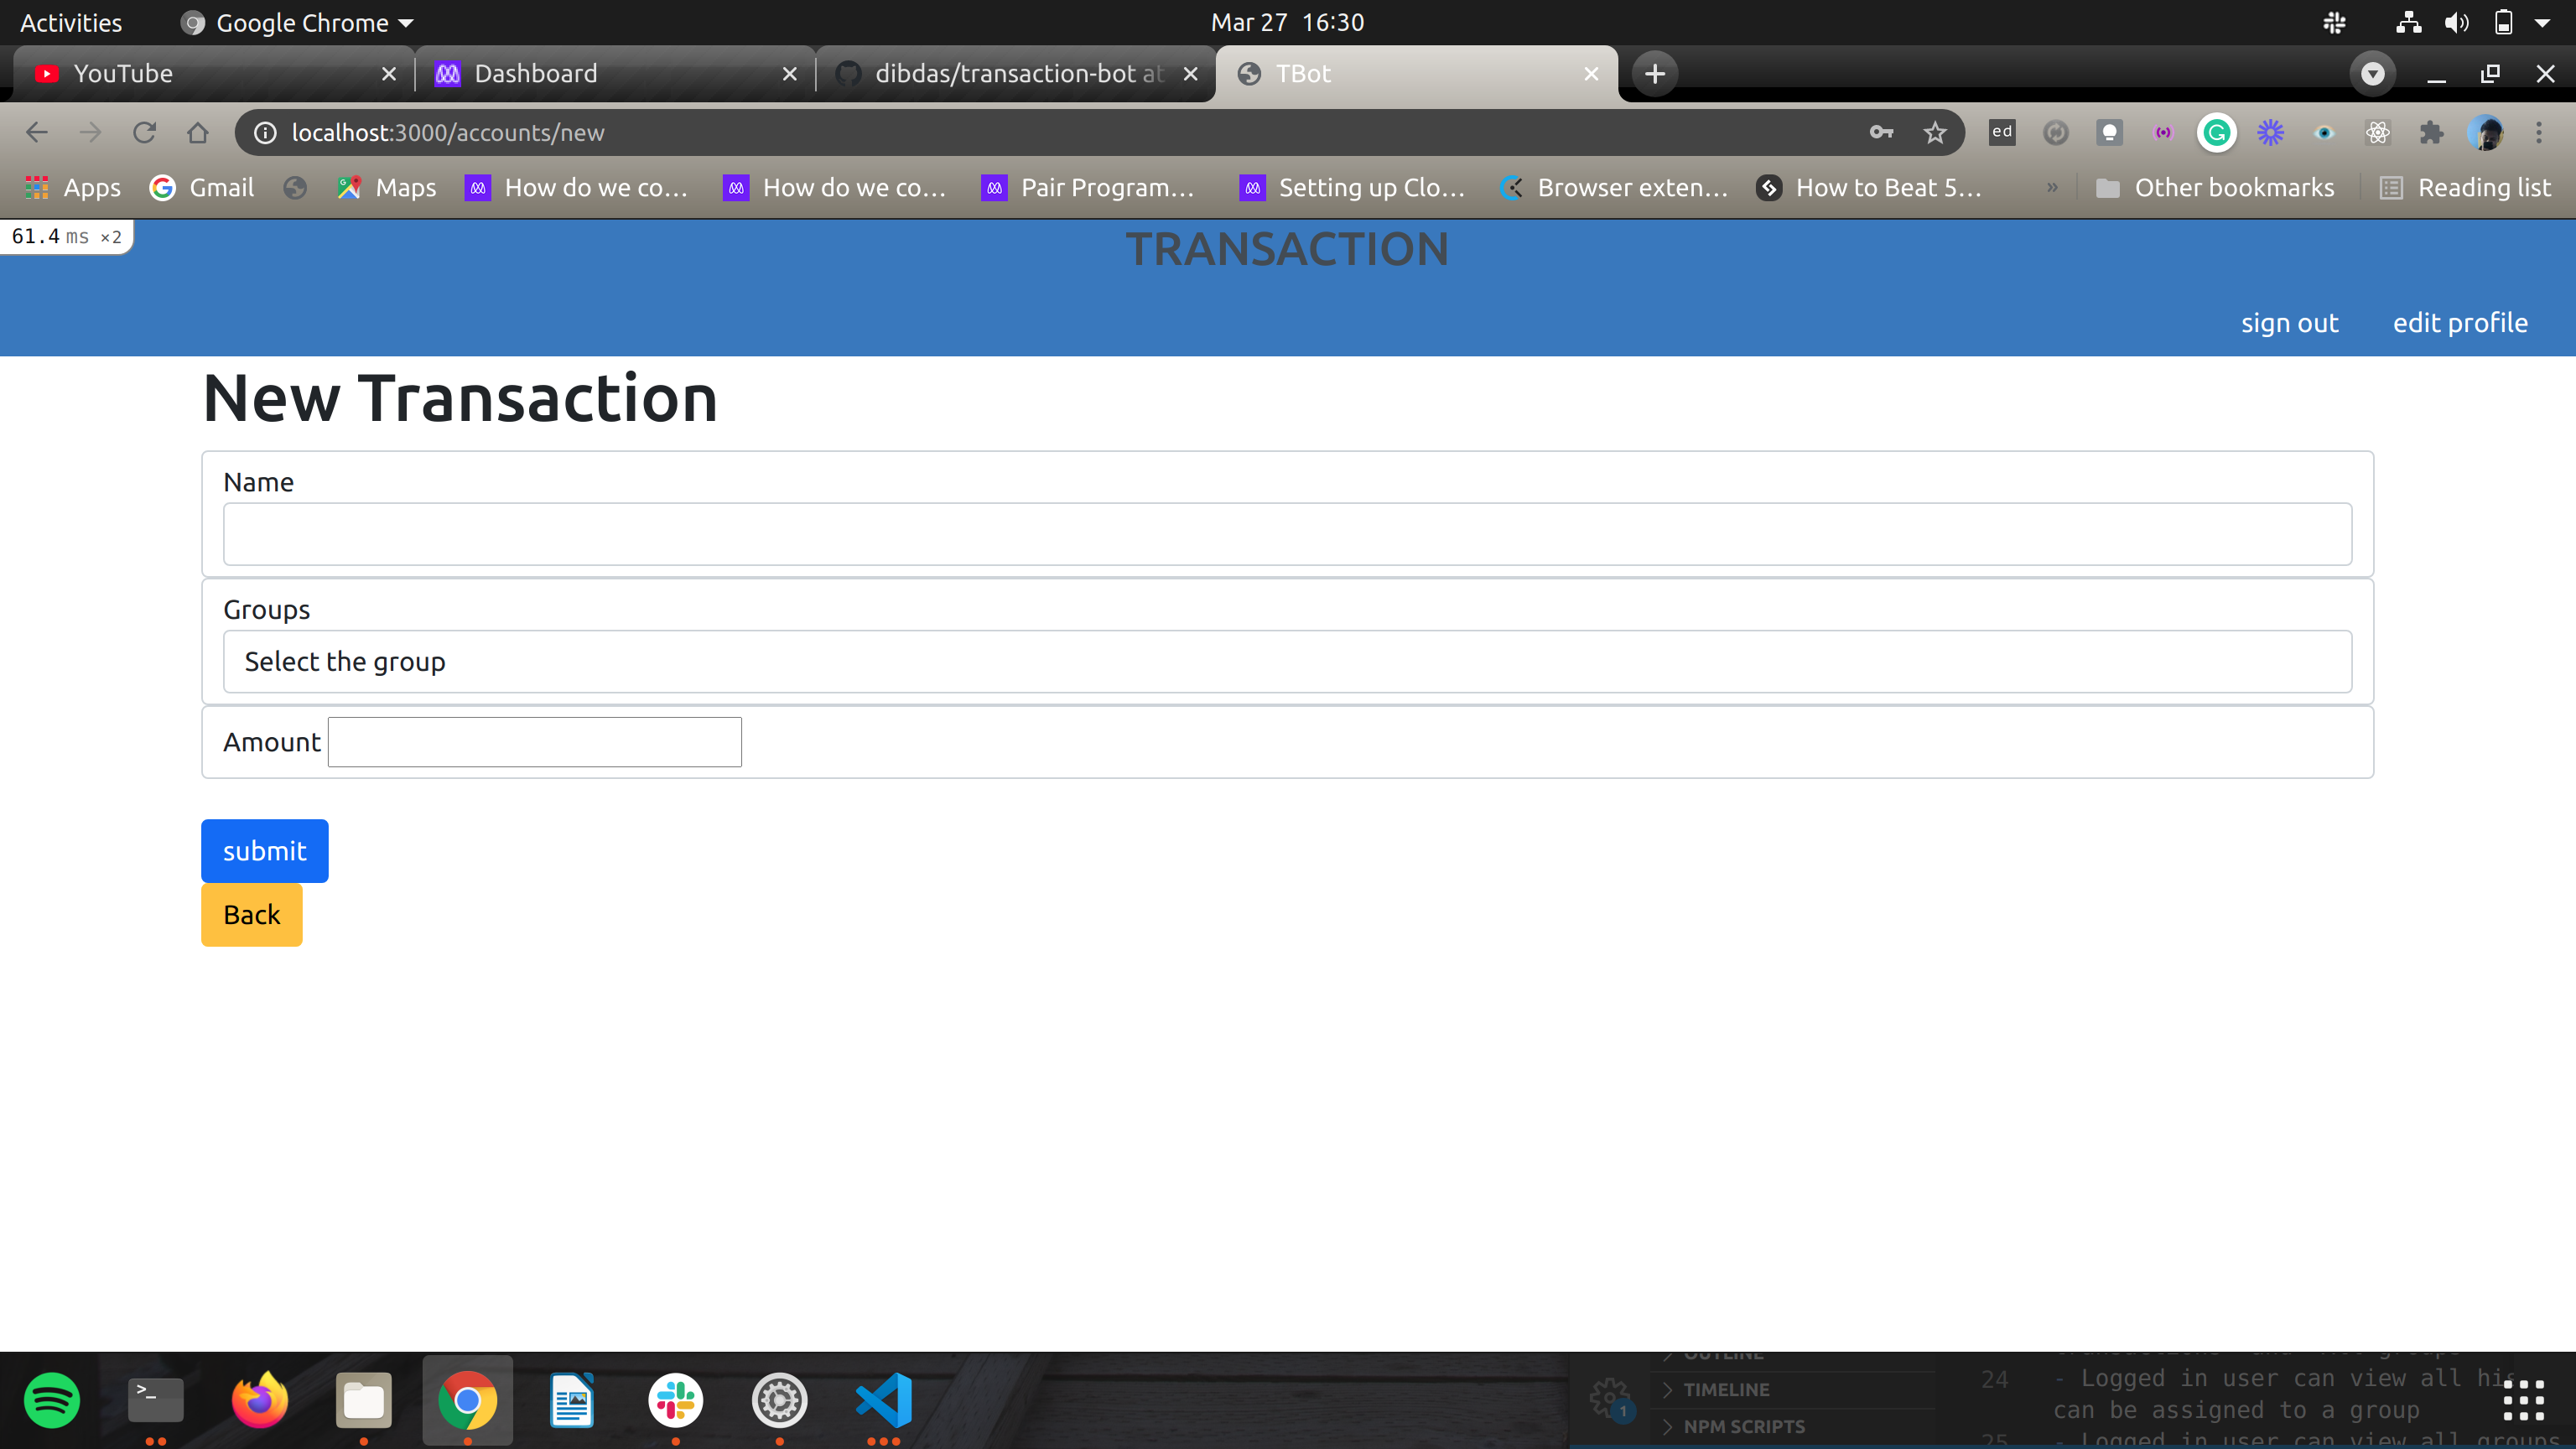 Activities Google Chrome Mar 27 16:30
YouTube Dashboard dibdas/transaction-bot at TBot
localhost:3000/accounts/new ed
Apps Gmail Maps How do we co… How do we co… Pair Program… Setting up Clo… Browser exten… How to Beat 5… » Other bookmarks Reading list
61.4 ms ×2
TRANSACTION
sign out edit profile
New Transaction
Name
Groups
Select the group
Amount
submit
Back
OUTLINE
TIMELINE
NPM SCRIPTS
1
24 - Logged in user can view all his
can be assigned to a group
25 - Logged in user can view all groups